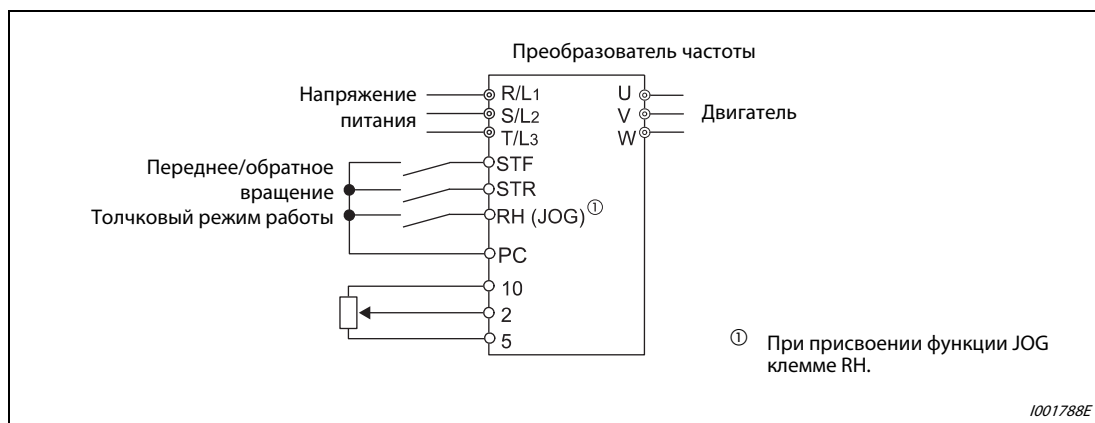 Преобразователь частоты
Напряжение
питания
R/L1
S/L2
T/L3
U
V
W
Двигатель
Переднее/обратное
вращение
Толчковый режим работы
STF
STR
RH (JOG)①
PC
10
2
5
① При присвоении функции JOG
клемме RH.
I001788E